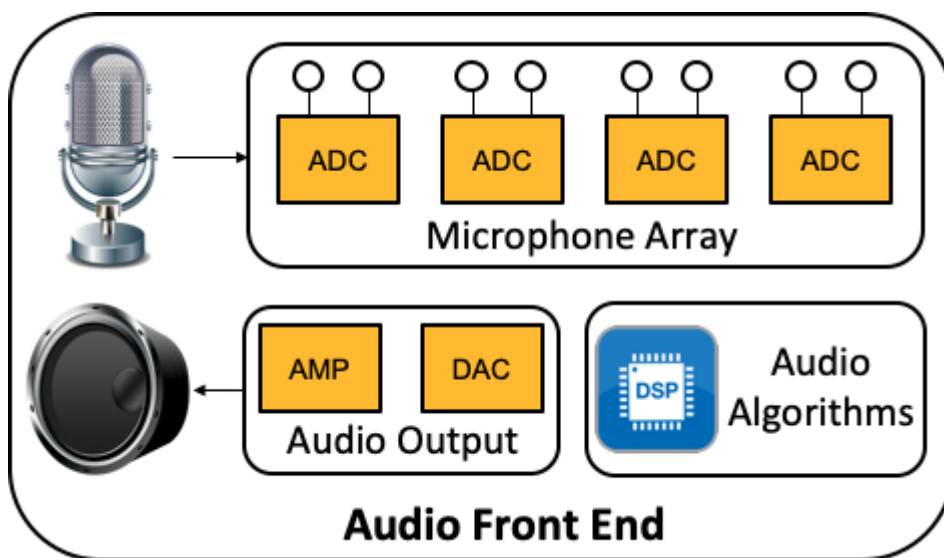 ADC ADC ADC ADC
Microphone Array
AMP DAC
Audio Output
DSP
Audio
Algorithms
Audio Front End